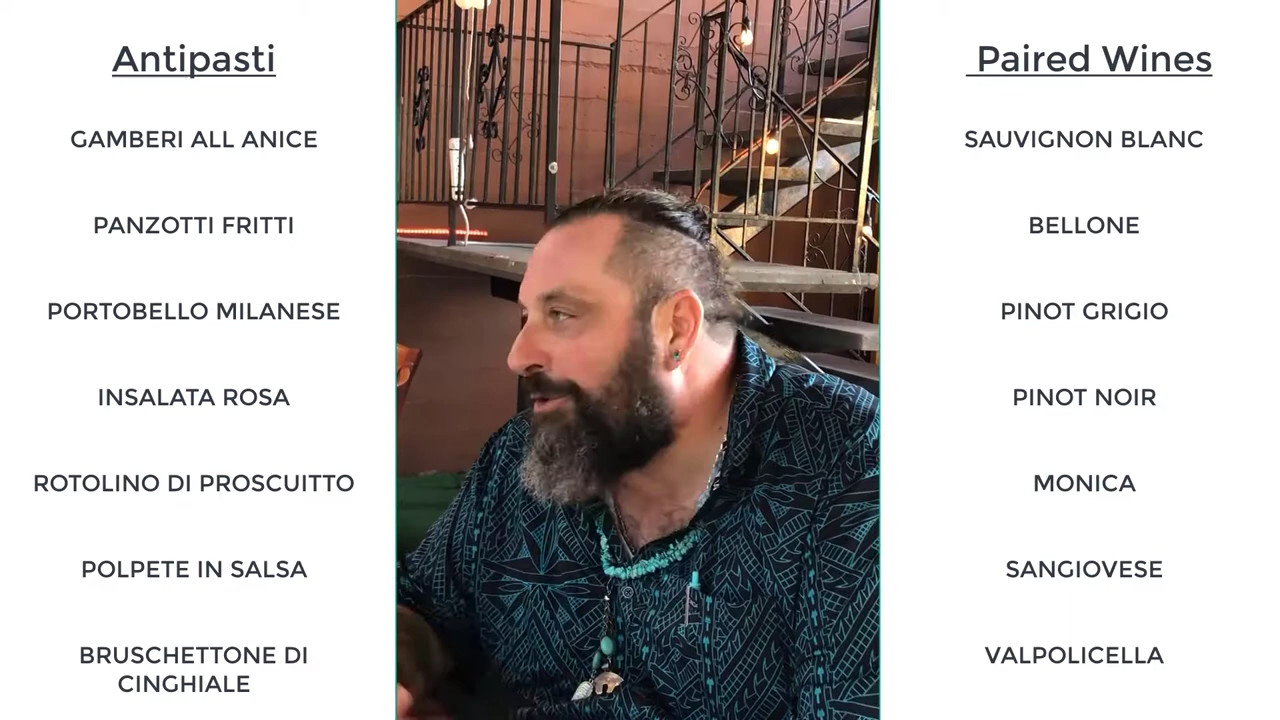 Antipasti
GAMBERI ALL ANICE
PANZOTTI FRITTI
PORTOBELLO MILANESE
INSALATA ROSA
ROTOLINO DI PROSCUITTO
POLPETE IN SALSA
BRUSCHETTONE DI
CINGHIALE
Paired Wines
SAUVIGNON BLANC
BELLONE
PINOT GRIGIO
PINOT NOIR
MONICA
SANGIOVESE
VALPOLICELLA